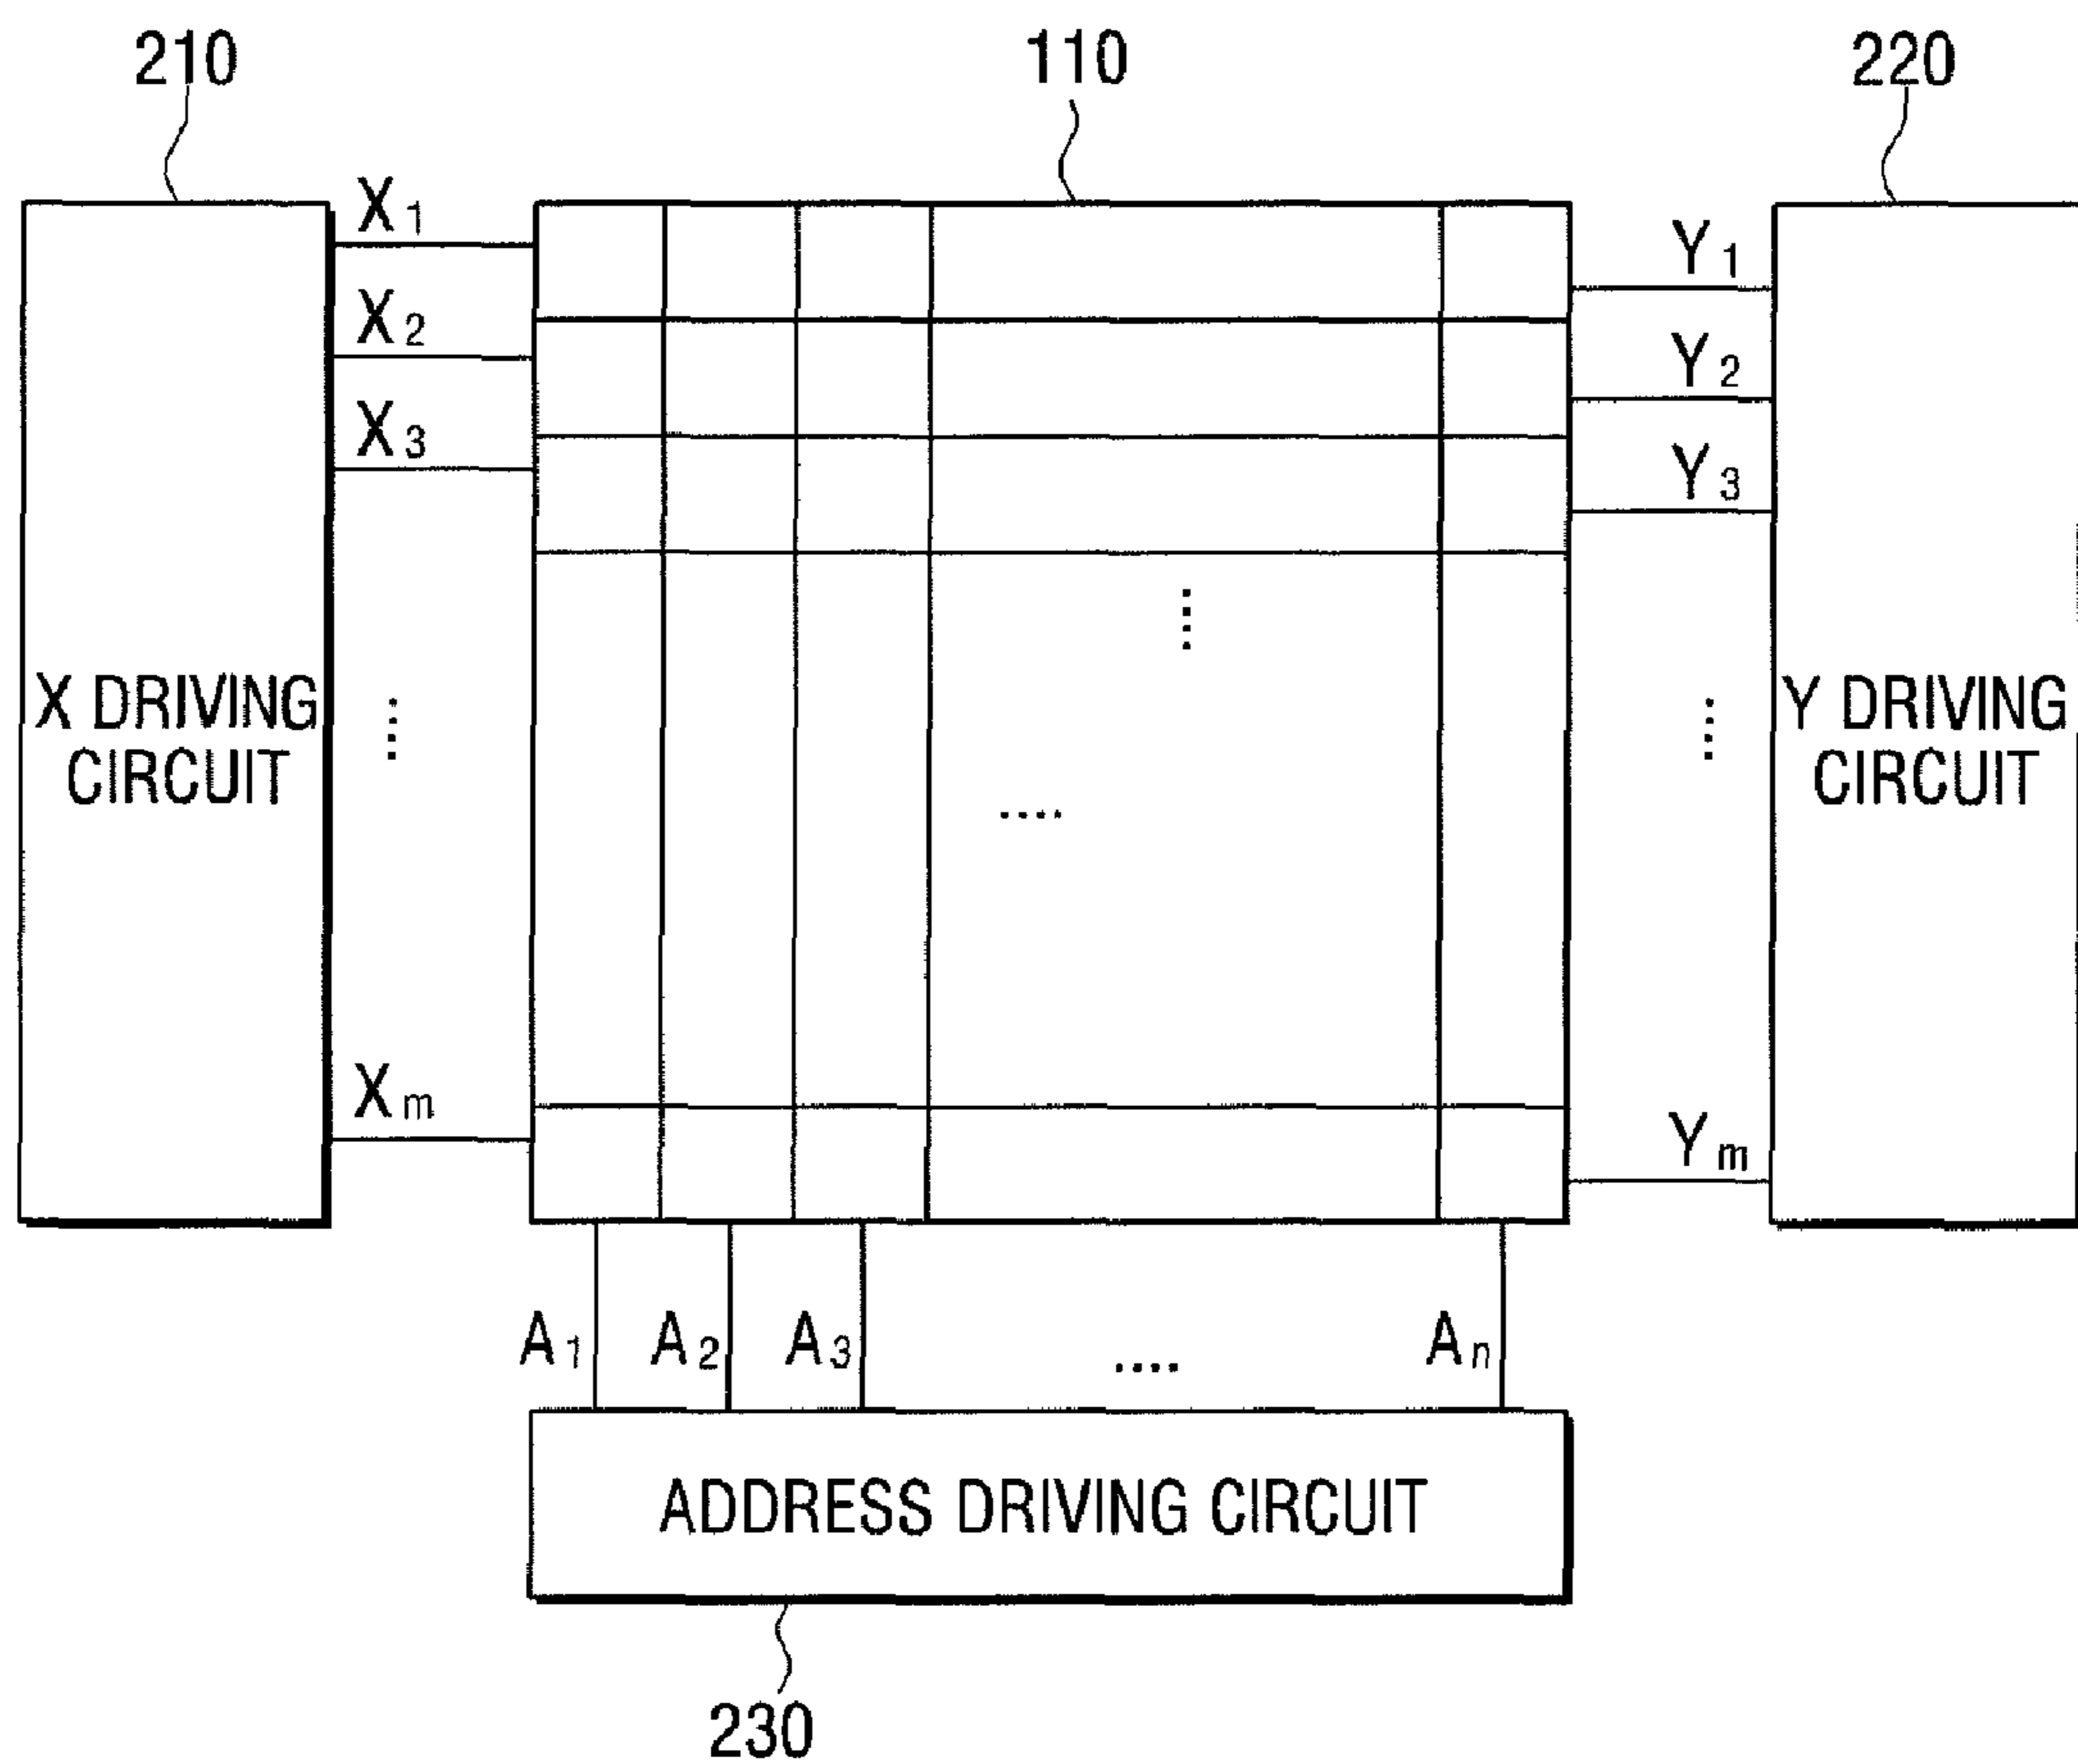 210
110
220
X1
Y1
X2
Y2
X3
Y3
X DRIVING
CIRCUIT
Y DRIVING
CIRCUIT
Xm
Ym
A1 A2 A3 .... An
ADDRESS DRIVING CIRCUIT
230